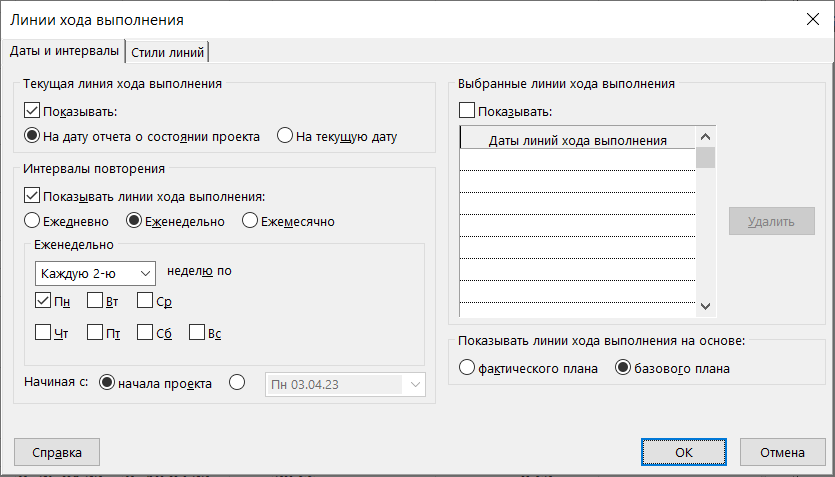 Линии хода выполнения
Даты и интервалы
Стили линий
Текущая линия хода выполнения
Показывать:
На дату отчета о состоянии проекта
На текущую дату
Интервалы повторения
Показывать линии хода выполнения:
Ежедневно
Еженедельно
Ежемесячно
Еженедельно
Каждую 2-ю
неделю по
Пн
Вт
Ср
Чт
Пт
Сб
Вс
Начиная с:
начала проекта
Пн 03.04.23
Выбранные линии хода выполнения
Показывать:
Даты линий хода выполнения
Удалить
Показывать линии хода выполнения на основе:
фактического плана
базового плана
Справка
ОК
Отмена